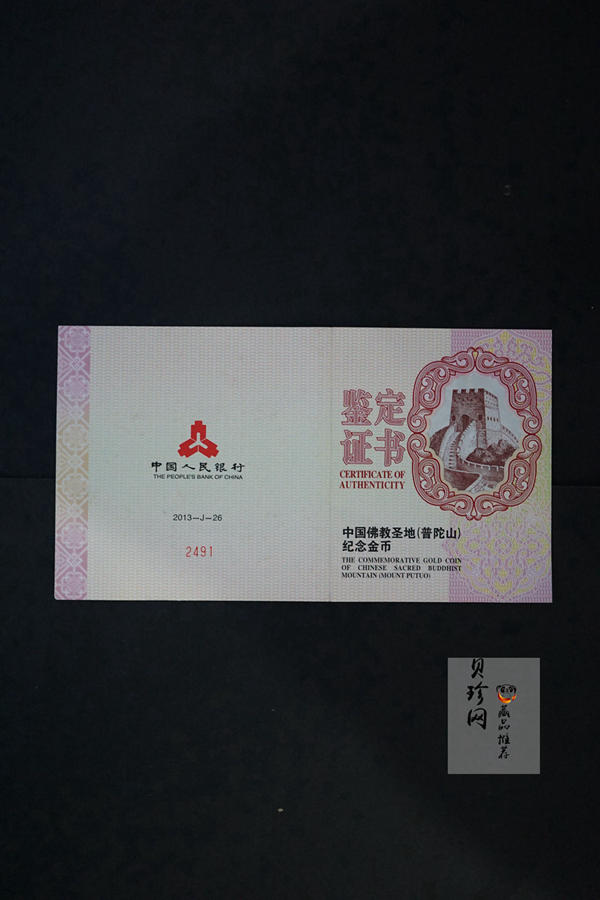 中国人民银行
THE PEOPLE'S BANK OF CHINA
2013—J—26
2491
鉴定
证书
CERTIFICATE OF
AUTHENTICITY
中国佛教圣地(普陀山)
纪念金币
THE COMMEMORATIVE GOLD COIN
OF CHINESE SACRED BUDDHIST
MOUNTAIN (MOUNT PUTUO)
贝珍网
藏品推荐